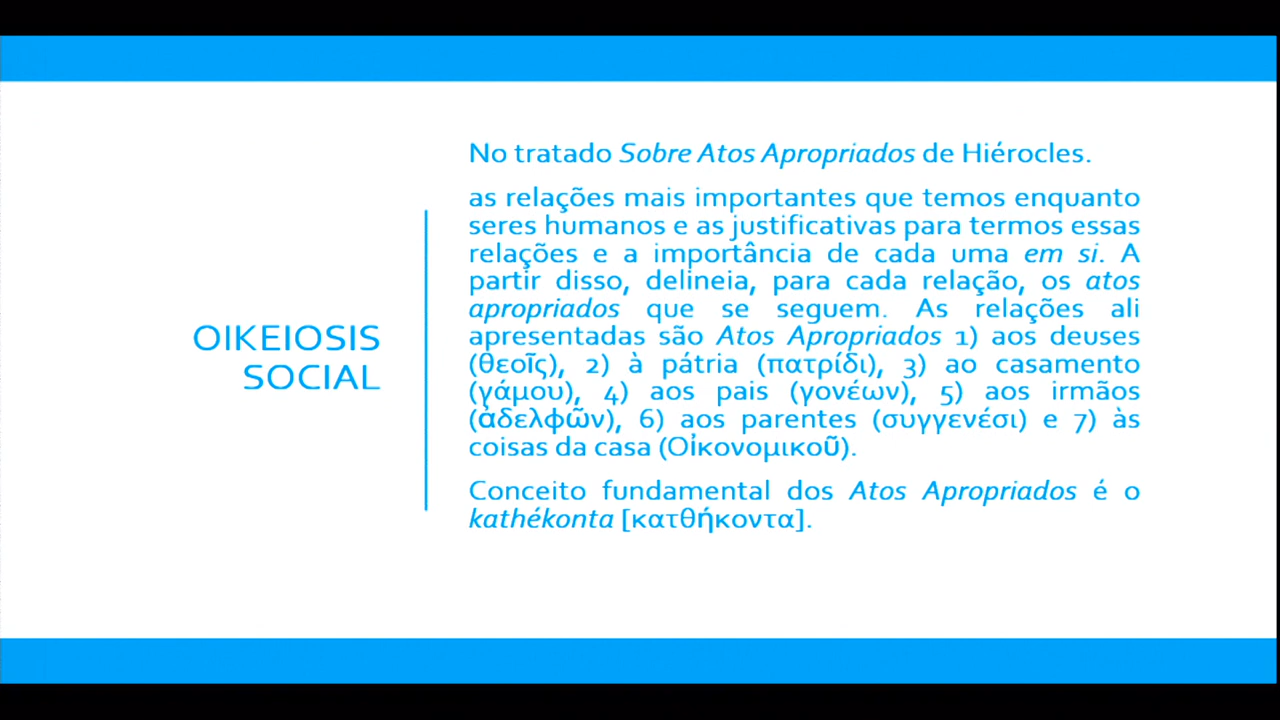 OIKEIOSIS
SOCIAL
No tratado Sobre Atos Apropriados de Hiérocles.
as relações mais importantes que temos enquanto
seres humanos e as justificativas para termos essas
relações e a importância de cada uma em si. A
partir disso, delineia, para cada relação, os atos
apropriados que se seguem. As relações ali
apresentadas são Atos Apropriados 1) aos deuses
(θεοῖς), 2) à pátria (πατρίδι), 3) ao casamento
(γάμου), 4) aos pais (γονέων), 5) aos irmãos
(ἀδελφῶν), 6) aos parentes (συγγενέσι) e 7) às
coisas da casa (Οἰκονομικοῦ).
Conceito fundamental dos Atos Apropriados é o
kathékonta [κατθήκοντα].